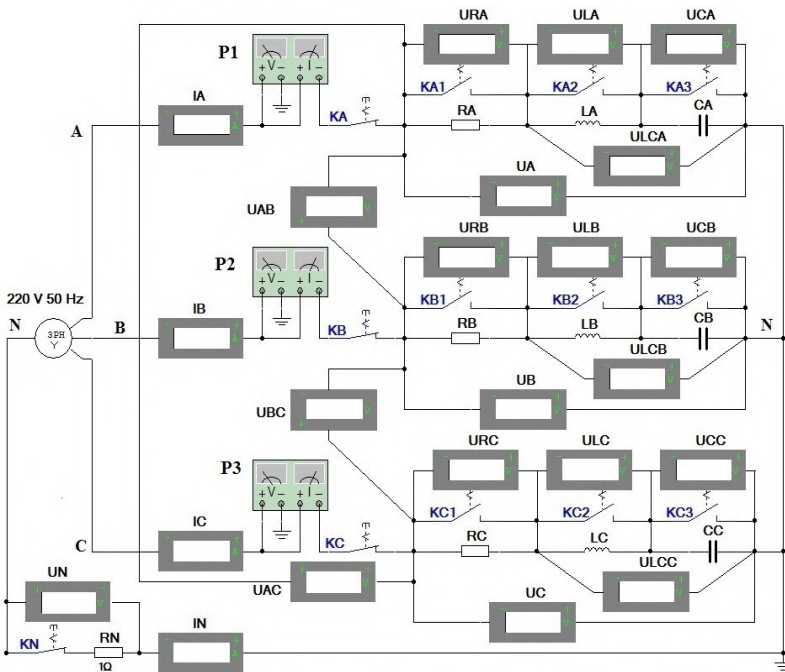 URA ULA UCA
P1
V I
KA1 KA2 KA3
IA
KA RA LA CA
A
ULCA
UA
UAB
URB ULB UCB
P2
V I
KB1 KB2 KB3
220 V 50 Hz
IB
N 3PH Y B KB RB LB CB N
ULCB
UB
UBC
URC ULC UCC
P3
V I
KC1 KC2 KC3
IC
C KC RC LC CC
ULCC
UAC
UN
UC
KN RN IN
1Ω